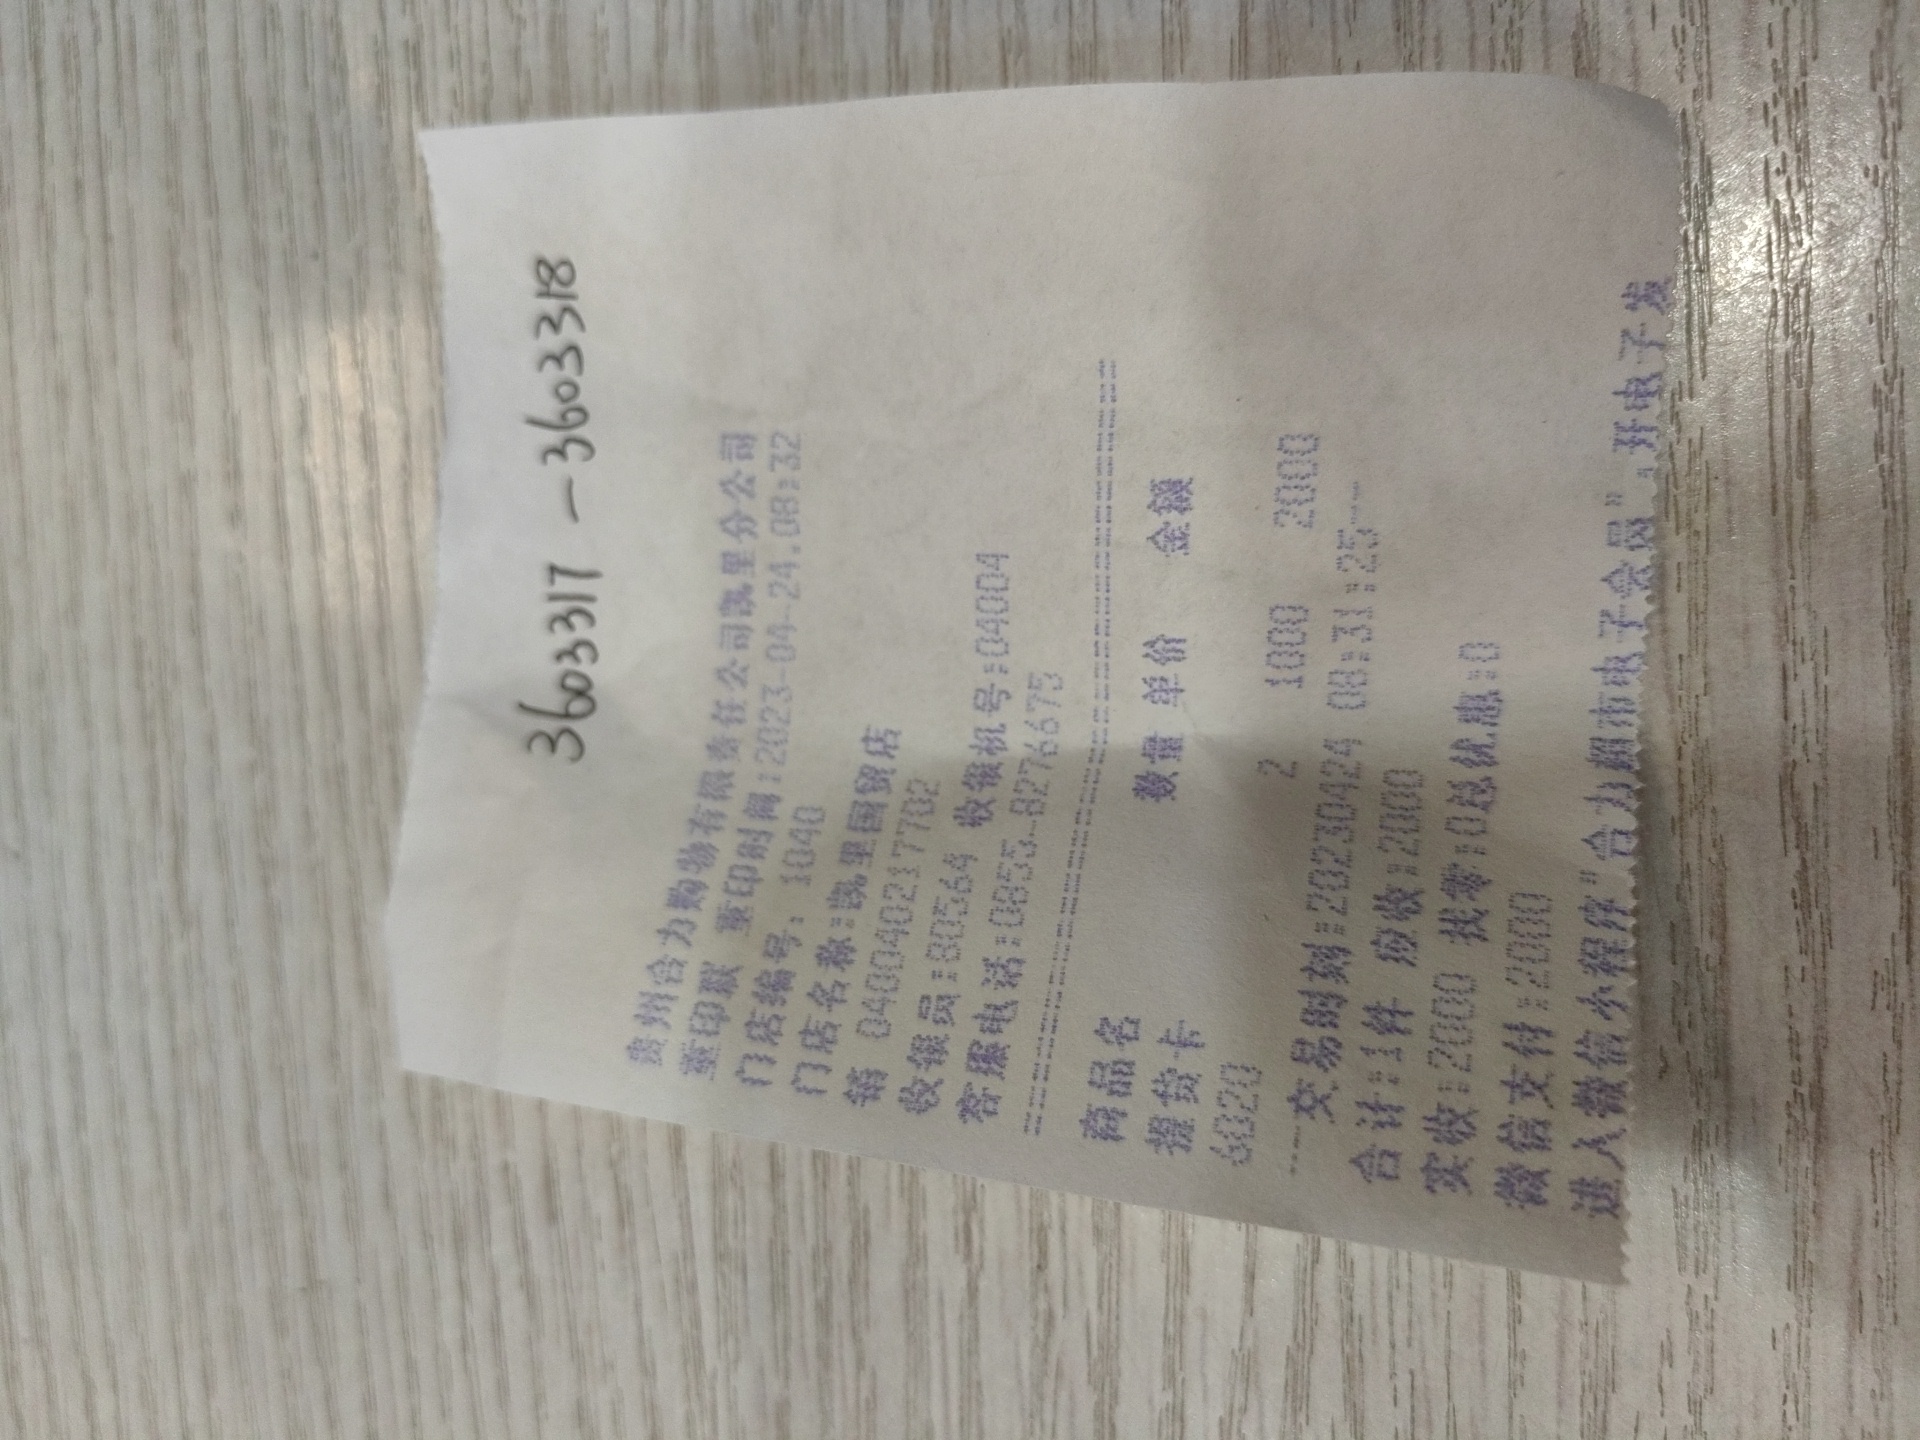 3603317 — 3603318
贵州合力购物有限责任公司凯里分公司
重印联 重印时间:2023-04-24.08:32
门店编号: 1040
门店名称:凯里国贸店
销 040040217702
收银员:80564 收银机号:04004
客服电话:0855-8276675
================================
商品名 数量 单价 金额
提货卡
6020 2 1000 2000
----交易时刻:20230424 08:31:25---
合计:1件 应收:2000
实收:2000 找零:0总优惠:0
微信支付:2000
进入微信小程序"合力超市电子会员",开电子发